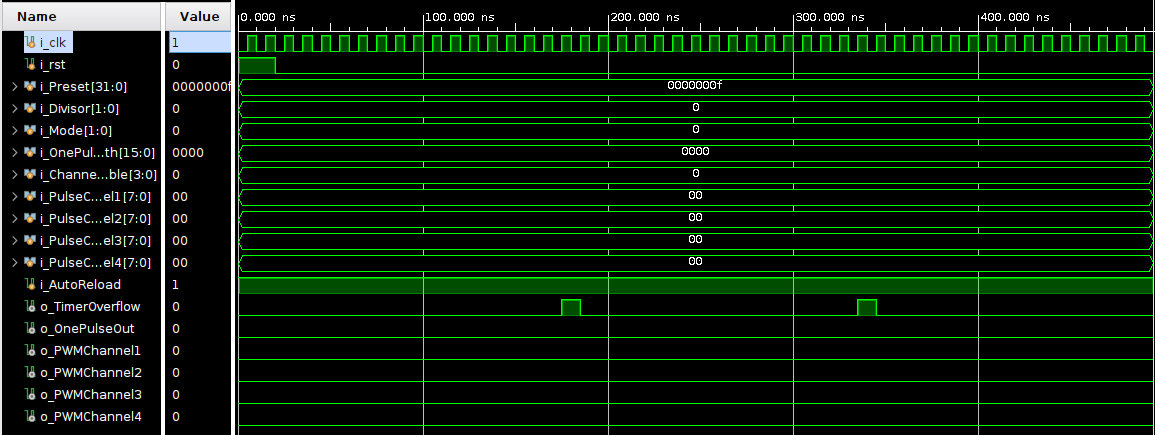 Name Value 0.000 ns 100.000 ns 200.000 ns 300.000 ns 400.000 ns
i_clk 1
i_rst 0
i_Preset[31:0] 0000000f 0000000f
i_Divisor[1:0] 0 0
i_Mode[1:0] 0 0
i_OnePul...th[15:0] 0000 0000
i_Channe...ble[3:0] 0 0
i_PulseC...el1[7:0] 00 00
i_PulseC...el2[7:0] 00 00
i_PulseC...el3[7:0] 00 00
i_PulseC...el4[7:0] 00 00
i_AutoReload 1
o_TimerOverflow 0
o_OnePulseOut 0
o_PWMChannel1 0
o_PWMChannel2 0
o_PWMChannel3 0
o_PWMChannel4 0